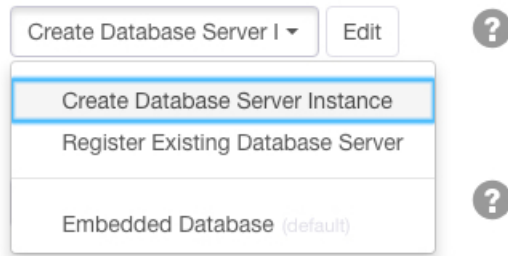 Create Database Server I Edit ?
Create Database Server Instance
Register Existing Database Server
?
Embedded Database (default)